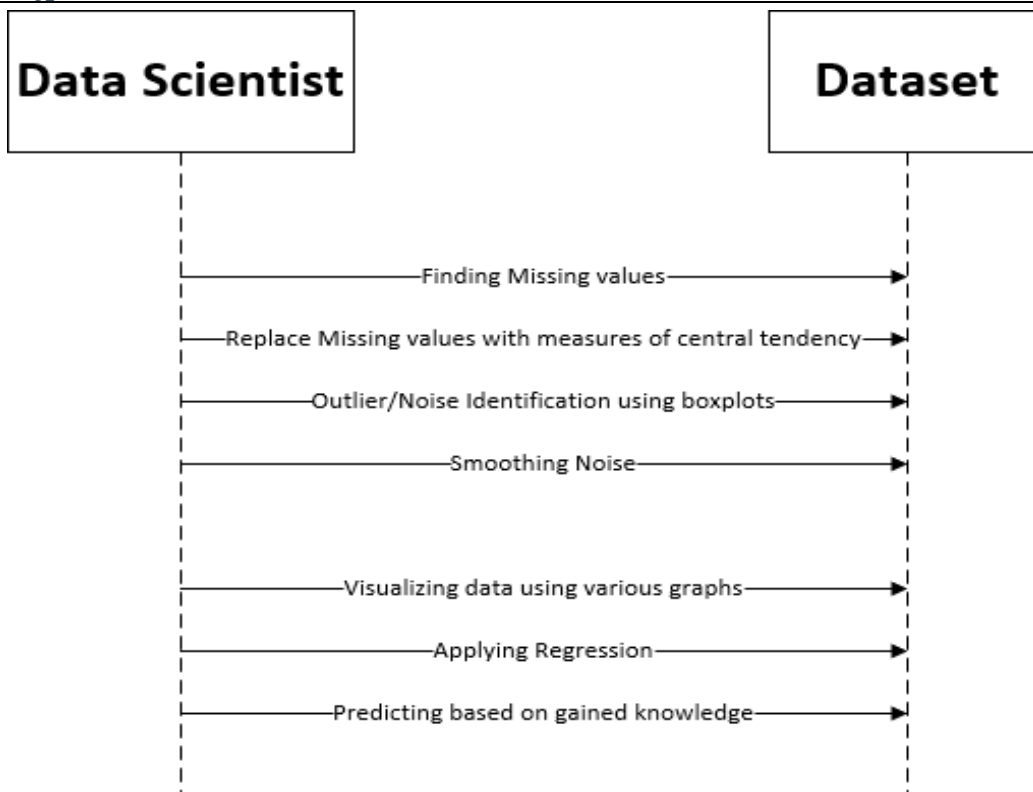 Data Scientist
Dataset
Finding Missing values
Replace Missing values with measures of central tendency
Outlier/Noise Identification using boxplots
Smoothing Noise
Visualizing data using various graphs
Applying Regression
Predicting based on gained knowledge